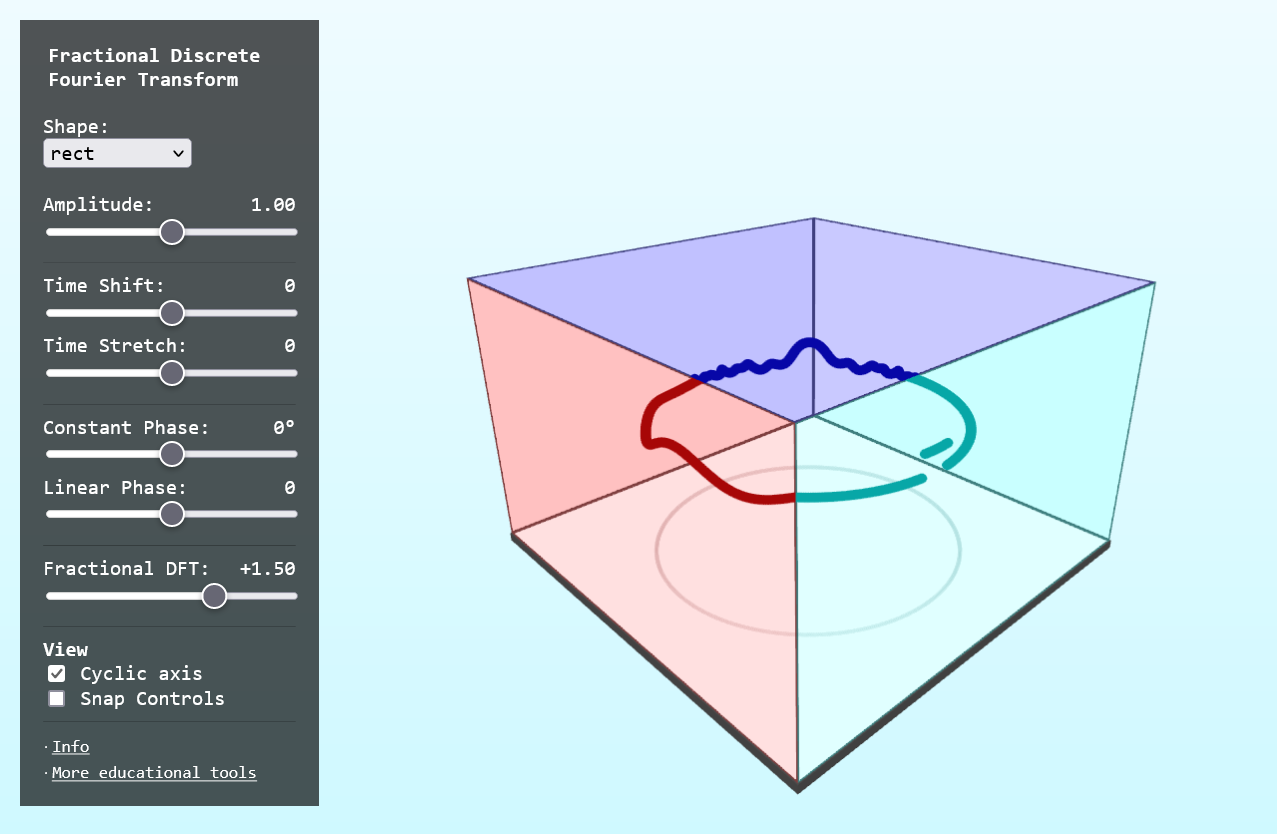 Fractional Discrete
Fourier Transform
Shape:
rect
Amplitude: 1.00
Time Shift: 0
Time Stretch: 0
Constant Phase: 0°
Linear Phase: 0
Fractional DFT: +1.50
View
Cyclic axis
Snap Controls
· Info
· More educational tools